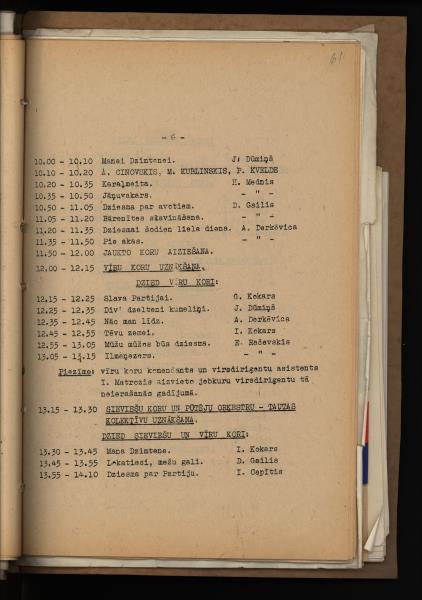 61
- 6 -
10.00 - 10.10 Manai Dzimtenei. J. Dūmiņš
10.10 - 10.20 A. CINOVSKIS, M. KUBLINSKIS, P. KVELDE
10.20 - 10.35 Karaļmeita. H. Mednis
10.35 - 10.50 Jāņuvakars. - " -
10.50 - 11.05 Dziesma par avotiem. D. Gailis
11.05 - 11.20 Bārenītes slavināšana. - " -
11.20 - 11.35 Dziesmai šodien liela diena. A. Derkēvica
11.35 - 11.50 Pie akas. - " -
11.50 - 12.00 JAUKTO KORU AIZIEŠANA.
12.00 - 12.15 VĪRU KORU UZNĀKŠANA.
DZIED VĪRU KORI:
12.15 - 12.25 Slava Partijai. G. Kokars
12.25 - 12.35 Div' dzelteni kumeliņi. J. Dūmiņš
12.35 - 12.45 Nāc man līdz. A. Derkēvica
12.45 - 12.55 Tēvu zemei. I. Kokars
12.55 - 13.05 Mūžu mūžos būs dziesma. E. Račevskis
13.05 - 13.15 Ilmeņezers. - " -
Piezīme: vīru koru komandants un virsdiriģentu asistents
I. Matrozis aizvieto jebkuru virsdiriģentu tā
neierašanās gadījumā.
13.15 - 13.30 SIEVIEŠU KORU UN PŪTĒJU ORĶESTRU - TAUTAS
KOLEKTĪVU UZNĀKŠANA.
DZIED SIEVIEŠU UN VĪRU KORI:
13.30 - 13.45 Mana Dzimtene. I. Kokars
13.45 - 13.55 Lokatiesi, mežu gali. D. Gailis
13.55 - 14.10 Dziesma par Partiju. I. Cepītis